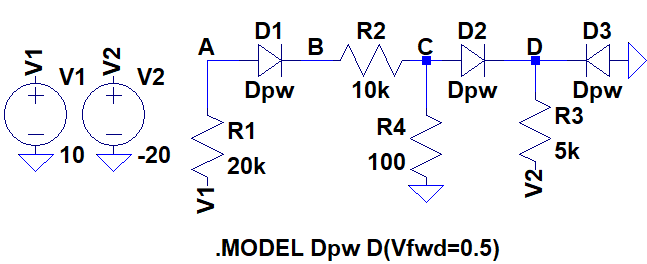 V1
V1
10
V2
V2
-20
A
D1
Dpw
B
R2
10k
C
D2
Dpw
D
D3
Dpw
R1
20k
V1
R4
100
R3
5k
V2
.MODEL Dpw D(Vfwd=0.5)